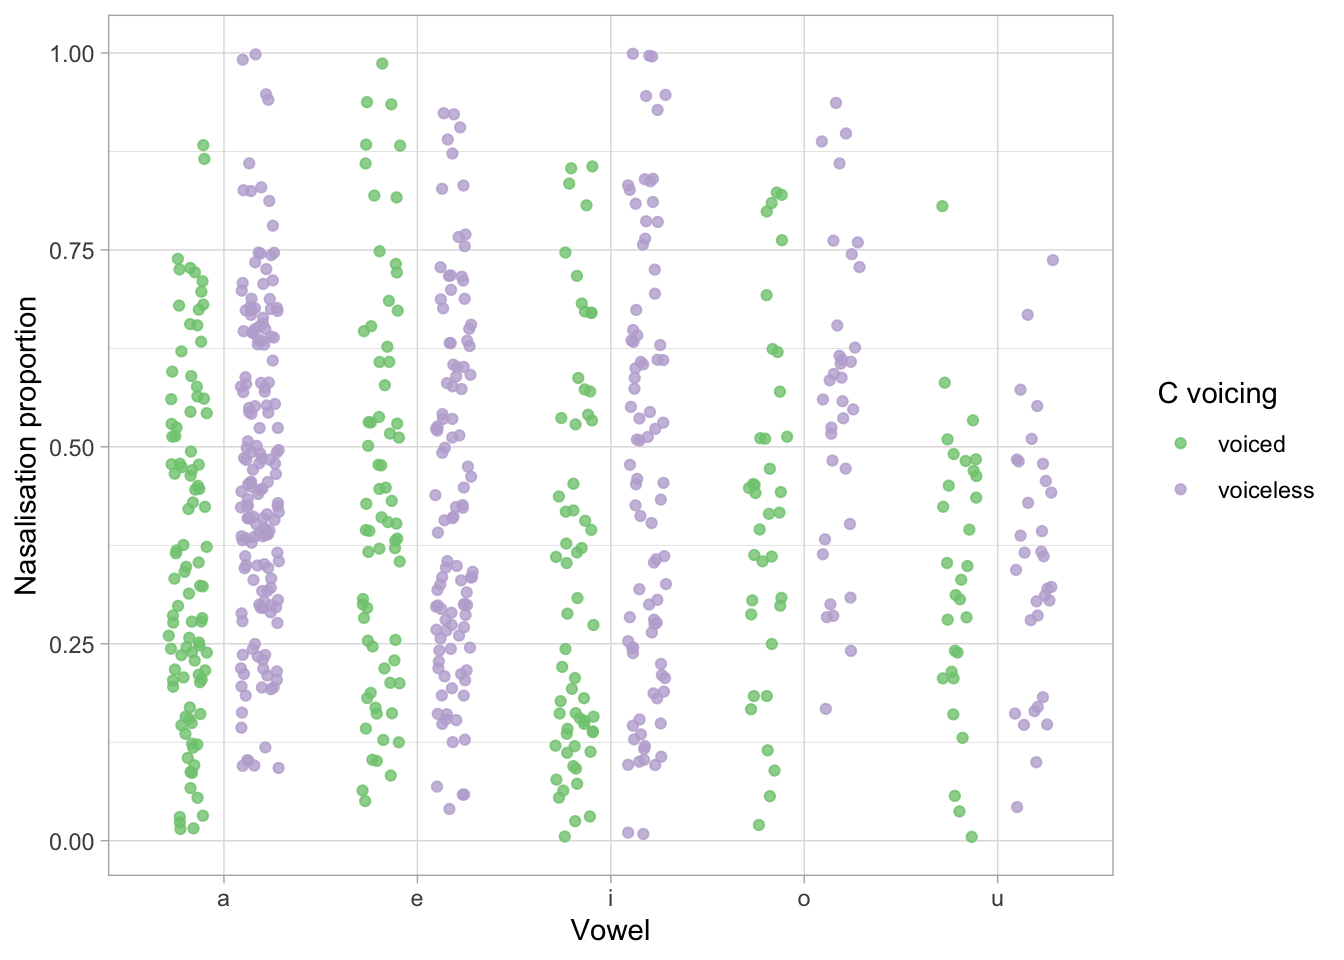 1.00
0.75
0.50
0.25
0.00
Nasalisation proportion
a e i o u
Vowel
C voicing
voiced
voiceless